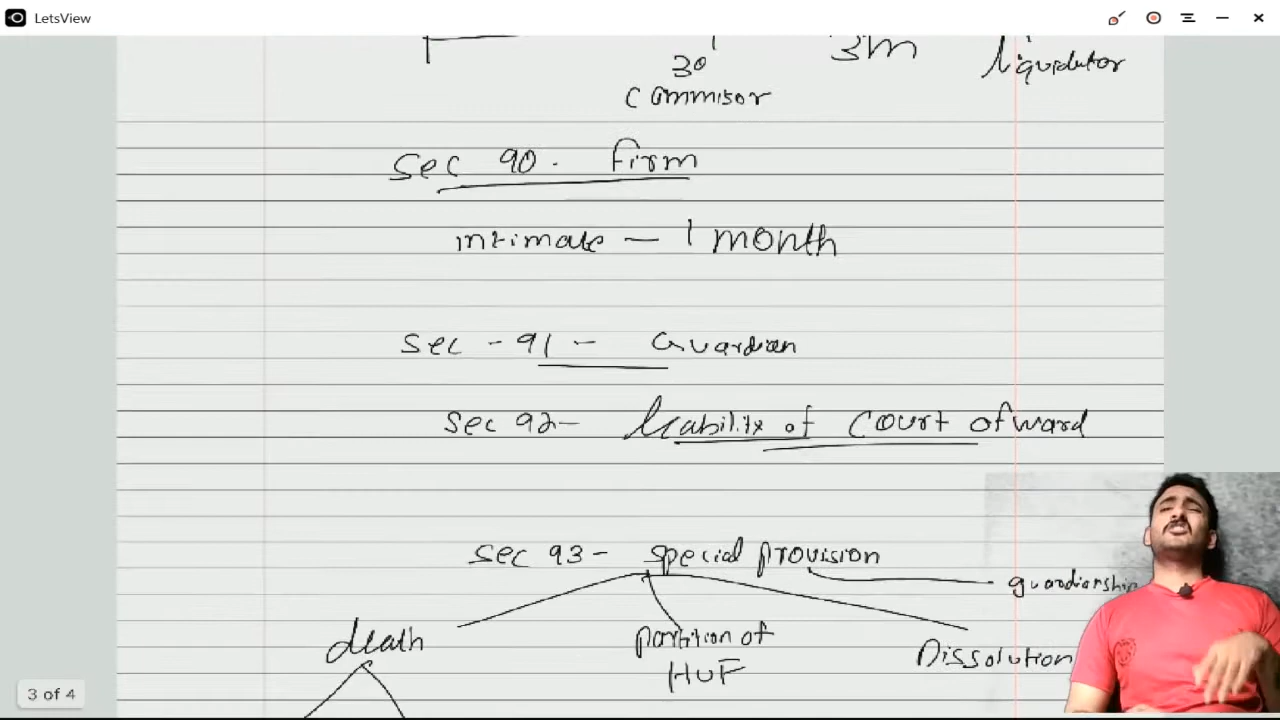 LetsView
30
3m
liquidator
Commisor
Sec 90. Firm
intimate — 1 month
Sec - 91 - Guardian
Sec 92- liability of Court of ward
Sec 93 - special provision
guardianship
death
partition of
HUF
Dissolution
3 of 4